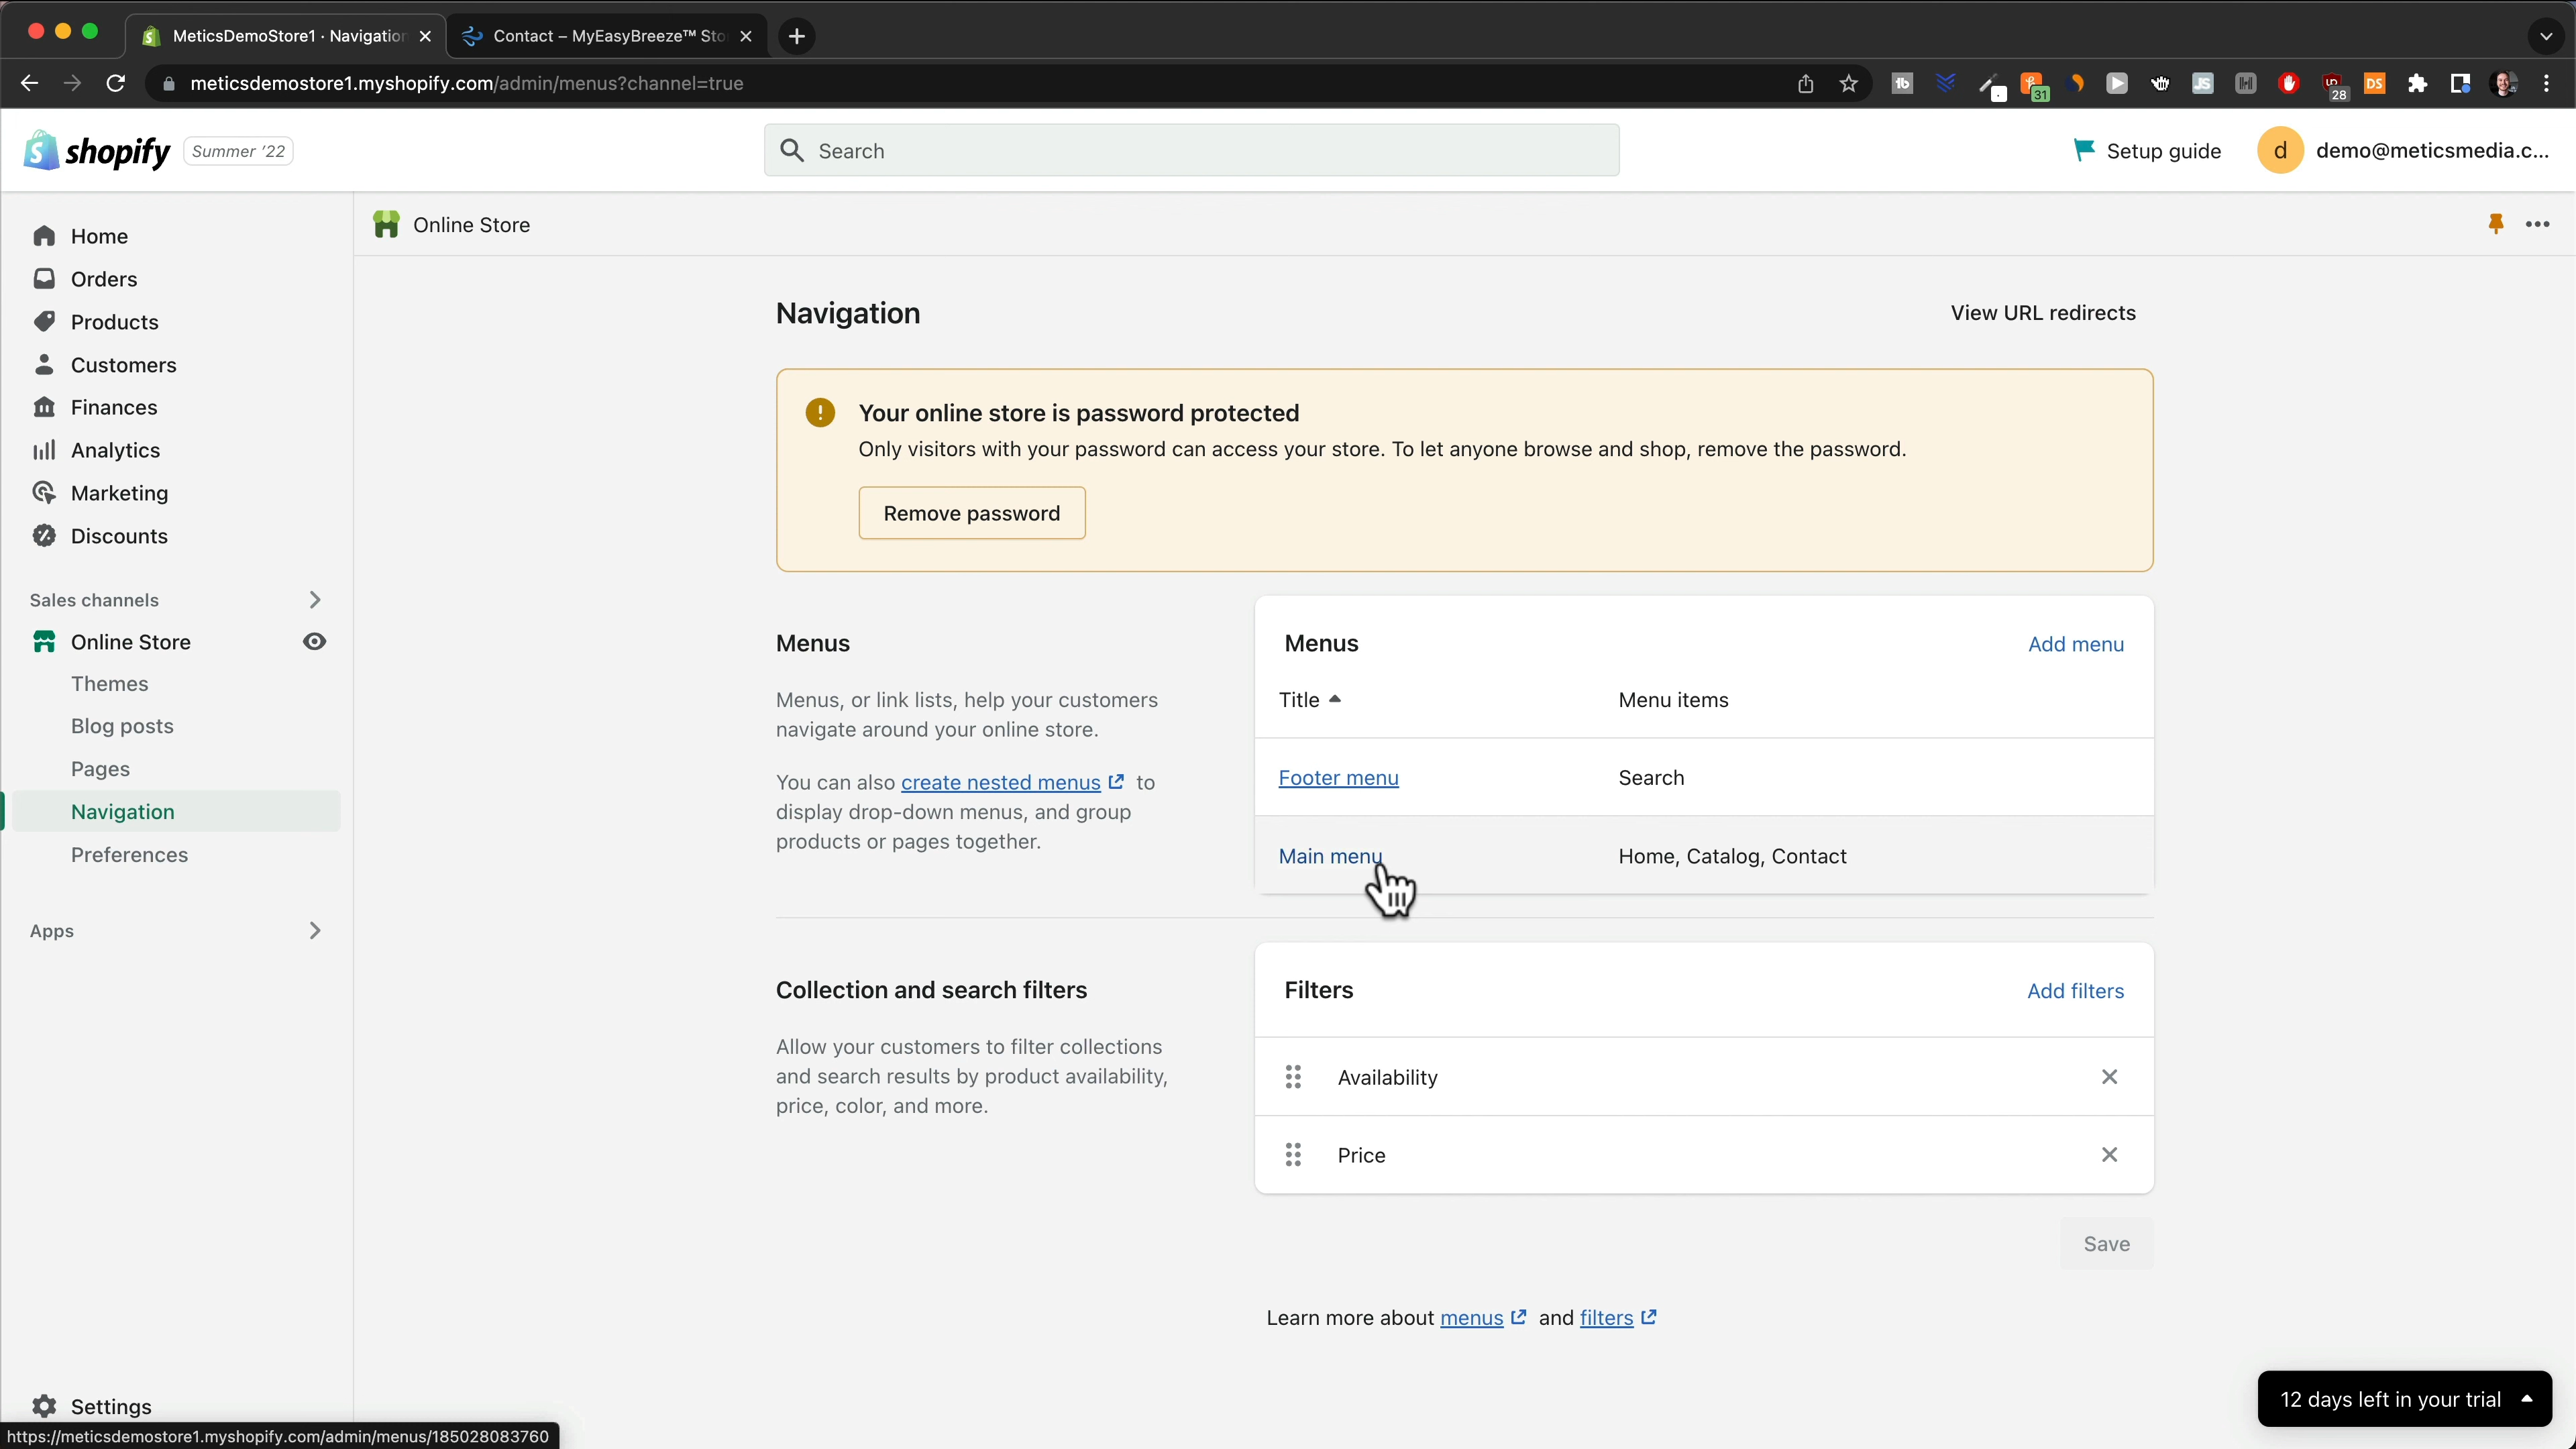 MeticsDemoStore1 · Navigation
Contact – MyEasyBreeze™ Sto
meticsdemostore1.myshopify.com/admin/menus?channel=true
31
28
DS
shopify
Summer '22
Search
Setup guide
d
demo@meticsmedia.c...
Home
Orders
Products
Customers
Finances
Analytics
Marketing
Discounts
Sales channels
Online Store
Themes
Blog posts
Pages
Navigation
Preferences
Apps
Settings
Online Store
Navigation
View URL redirects
Your online store is password protected
Only visitors with your password can access your store. To let anyone browse and shop, remove the password.
Remove password
Menus
Menus, or link lists, help your customers
navigate around your online store.
You can also create nested menus to
display drop-down menus, and group
products or pages together.
Menus
Add menu
Title
Menu items
Footer menu
Search
Main menu
Home, Catalog, Contact
Collection and search filters
Allow your customers to filter collections
and search results by product availability,
price, color, and more.
Filters
Add filters
Availability
Price
Save
Learn more about menus and filters
12 days left in your trial
https://meticsdemostore1.myshopify.com/admin/menus/185028083760